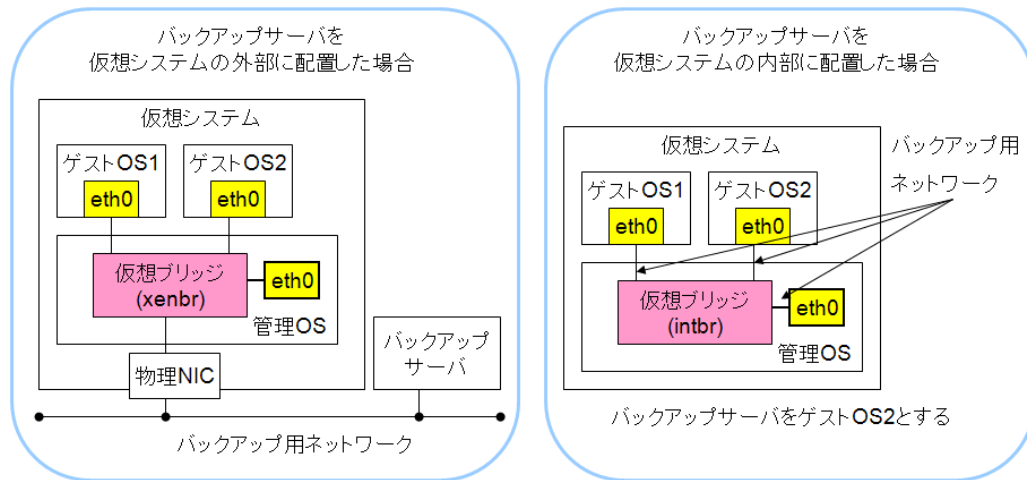 バックアップサーバを
仮想システムの外部に配置した場合
仮想システム
ゲストOS1
ゲストOS2
eth0
eth0
仮想ブリッジ
(xenbr)
eth0
管理OS
物理NIC
バックアップ
サーバ
バックアップ用ネットワーク
バックアップサーバを
仮想システムの内部に配置した場合
仮想システム
バックアップ用
ネットワーク
ゲストOS1
ゲストOS2
eth0
eth0
仮想ブリッジ
(intbr)
eth0
管理OS
バックアップサーバをゲストOS2とする